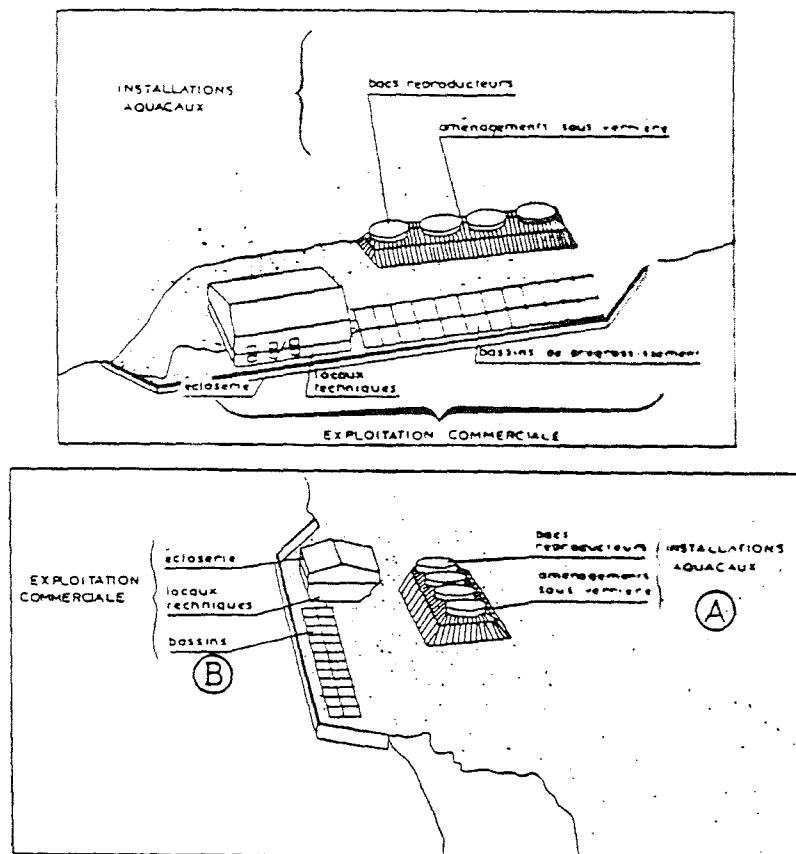 INSTALLATIONS
AQUACAUX
bacs reproducteurs
aménagements sous verrière
bassins de progrossissement
écloserie
locaux
techniques
EXPLOITATION COMMERCIALE
EXPLOITATION
COMMERCIALE
écloserie
locaux
techniques
bassins
B
bacs
reproducteurs
aménagements
sous verrière
INSTALLATIONS
AQUACAUX
A